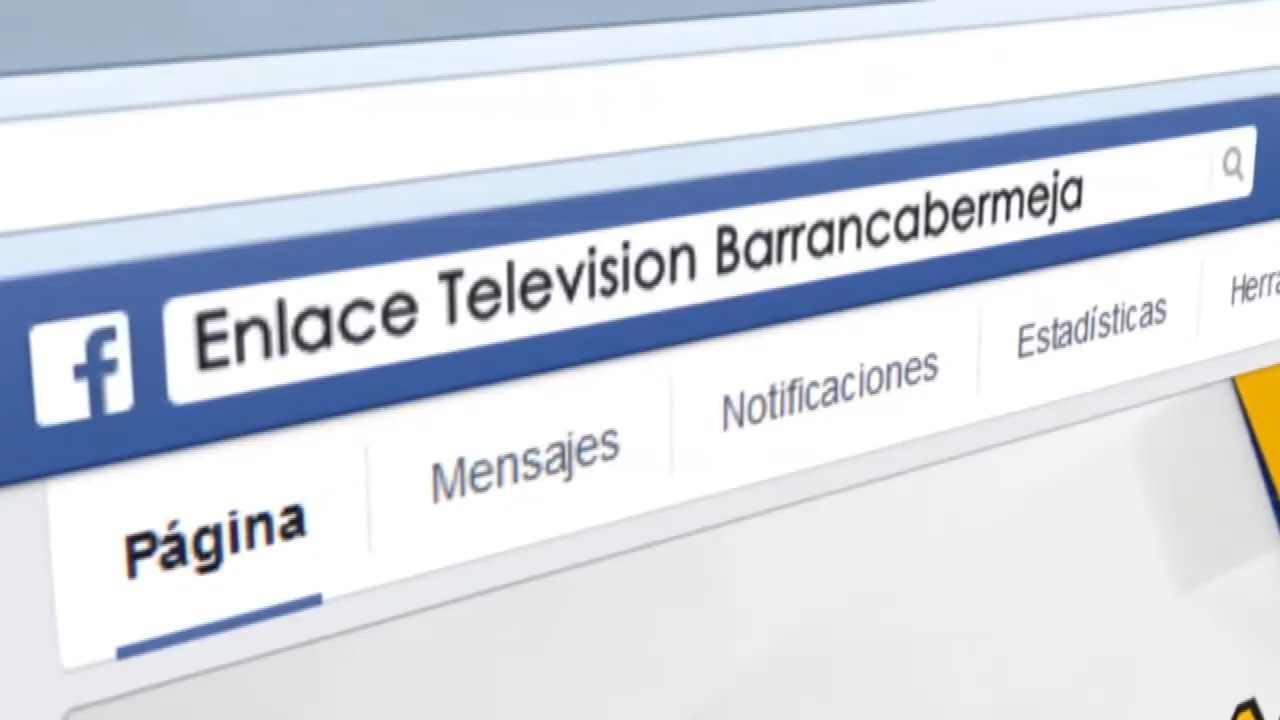 Enlace Television Barrancabermeja
Página
Mensajes
Notificaciones
Estadísticas